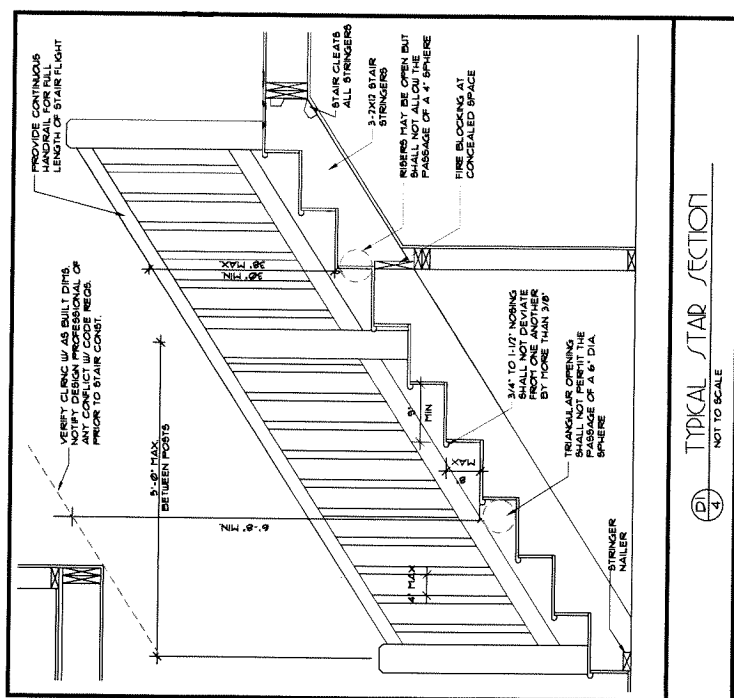 PROVIDE CONTINUOUS
HANDRAIL FOR FULL
LENGTH OF STAIR FLIGHT
VERIFY CLRNC W/ AS BUILT DIMS.
NOTIFY DESIGN PROFESSIONAL OF
ANY CONFLICT W/ CODE REQS.
PRIOR TO STAIR CONST.
5'-0" MAX.
BETWEEN POSTS
6'-8" MIN.
38" MAX.
MIN.
4" MAX
9"
MIN
8"
MAX
STAIR CLEATS
ALL STRINGERS
3-2X12 STAIR
STRINGERS
RISERS MAY BE OPEN BUT
SHALL NOT ALLOW THE
PASSAGE OF A 4" SPHERE
FIRE BLOCKING AT
CONCEALED SPACE
3/4" TO 1-1/2" NOSING
SHALL NOT DEVIATE
FROM ONE ANOTHER
BY MORE THAN 3/8"
TRIANGULAR OPENING
SHALL NOT PERMIT THE
PASSAGE OF A 6" DIA.
SPHERE
STRINGER
NAILER
D1
4
TYPICAL STAR SECTION
NOT TO SCALE